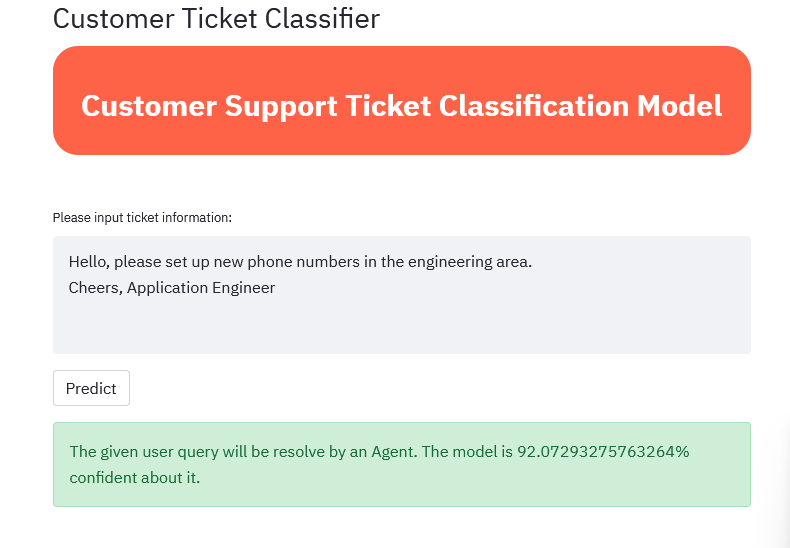 Customer Ticket Classifier
Customer Support Ticket Classification Model
Please input ticket information:
Hello, please set up new phone numbers in the engineering area.
Cheers, Application Engineer
Predict
The given user query will be resolve by an Agent. The model is 92.07293275763264%
confident about it.